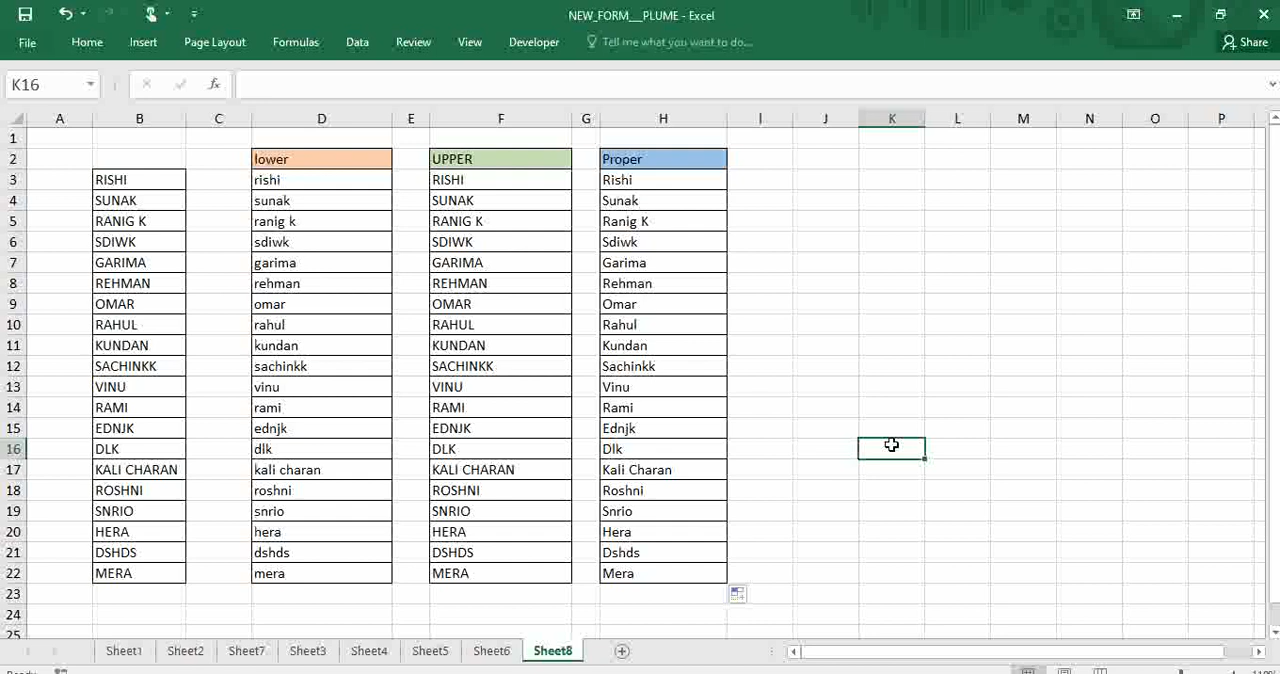 NEW_FORM__PLUME - Excel
File Home Insert Page Layout Formulas Data Review View Developer Tell me what you want to do... Share
K16 fx
A B C D E F G H I J K L M N O P
1
2 lower UPPER Proper
3 RISHI rishi RISHI Rishi
4 SUNAK sunak SUNAK Sunak
5 RANIG K ranig k RANIG K Ranig K
6 SDIWK sdiwk SDIWK Sdiwk
7 GARIMA garima GARIMA Garima
8 REHMAN rehman REHMAN Rehman
9 OMAR omar OMAR Omar
10 RAHUL rahul RAHUL Rahul
11 KUNDAN kundan KUNDAN Kundan
12 SACHINKK sachinkk SACHINKK Sachinkk
13 VINU vinu VINU Vinu
14 RAMI rami RAMI Rami
15 EDNJK ednjk EDNJK Ednjk
16 DLK dlk DLK Dlk
17 KALI CHARAN kali charan KALI CHARAN Kali Charan
18 ROSHNI roshni ROSHNI Roshni
19 SNRIO snrio SNRIO Snrio
20 HERA hera HERA Hera
21 DSHDS dshds DSHDS Dshds
22 MERA mera MERA Mera
23
24
25
Sheet1 Sheet2 Sheet7 Sheet3 Sheet4 Sheet5 Sheet6 Sheet8